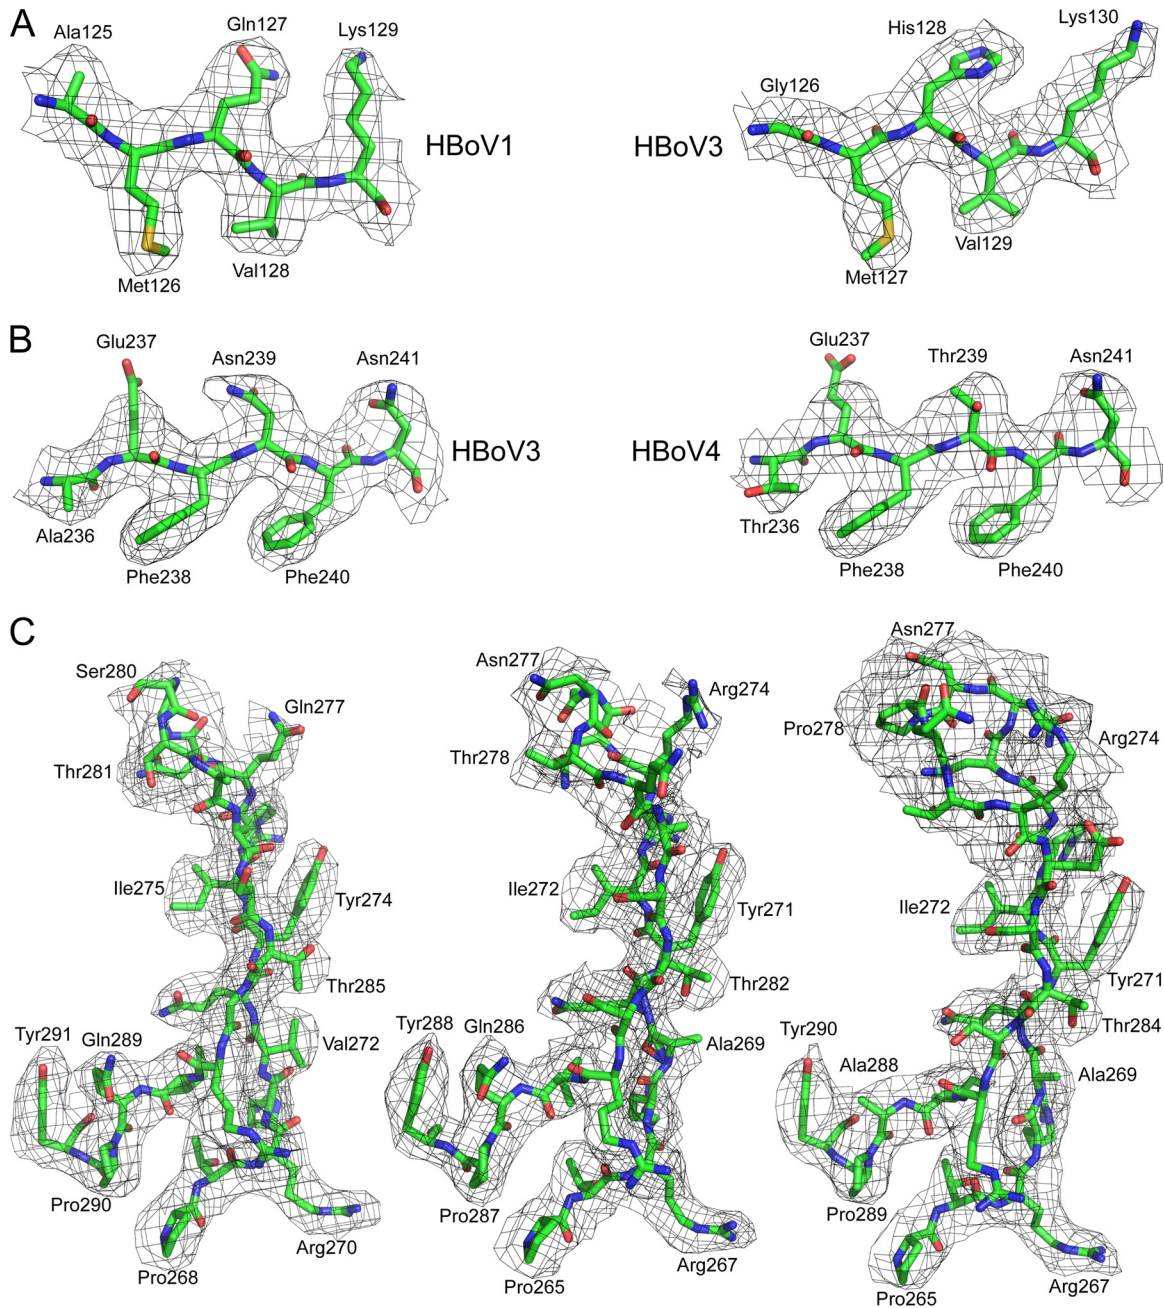 A
Ala125
Gln127
Lys129
HBoV1
Met126
Val128
HBoV3
Gly126
His128
Lys130
Met127
Val129
B
Glu237
Asn239
Asn241
HBoV3
Ala236
Phe238
Phe240
HBoV4
Glu237
Thr239
Asn241
Thr236
Phe238
Phe240
C
Ser280
Gln277
Thr281
Ile275
Tyr274
Thr285
Tyr291
Gln289
Val272
Pro290
Arg270
Pro268
Asn277
Arg274
Thr278
Ile272
Tyr271
Thr282
Tyr288
Gln286
Ala269
Pro287
Arg267
Pro265
Asn277
Pro278
Arg274
Ile272
Tyr271
Thr284
Tyr290
Ala288
Ala269
Pro289
Arg267
Pro265